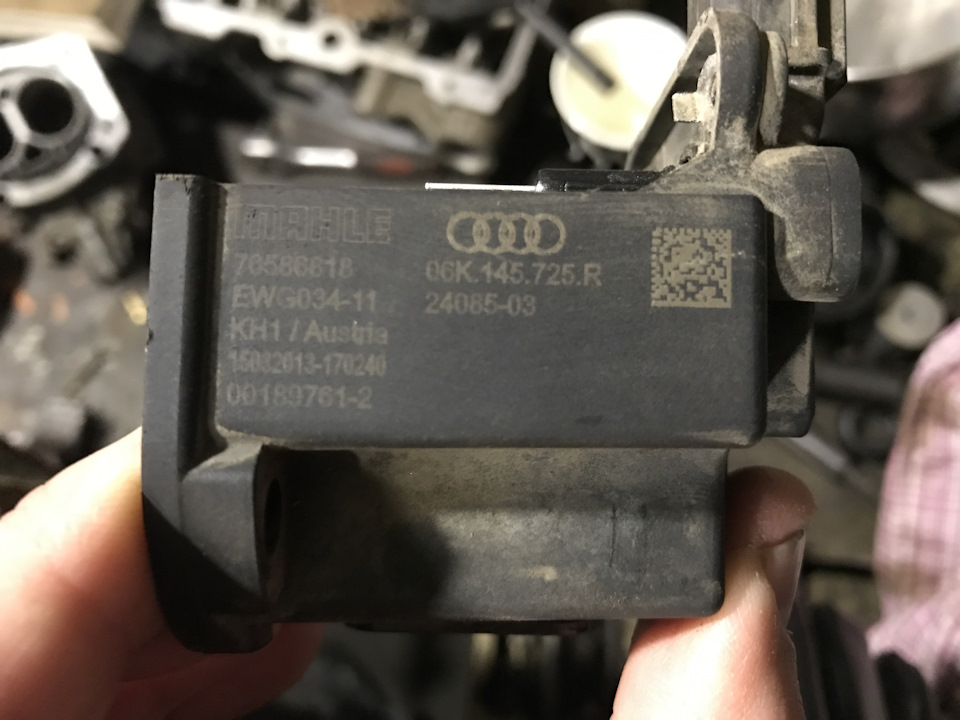 MAHLE
70586618
EWG034-11
KH1 / Austria
15082013-170240
00189761-2
06K.145.725.R
24085-03